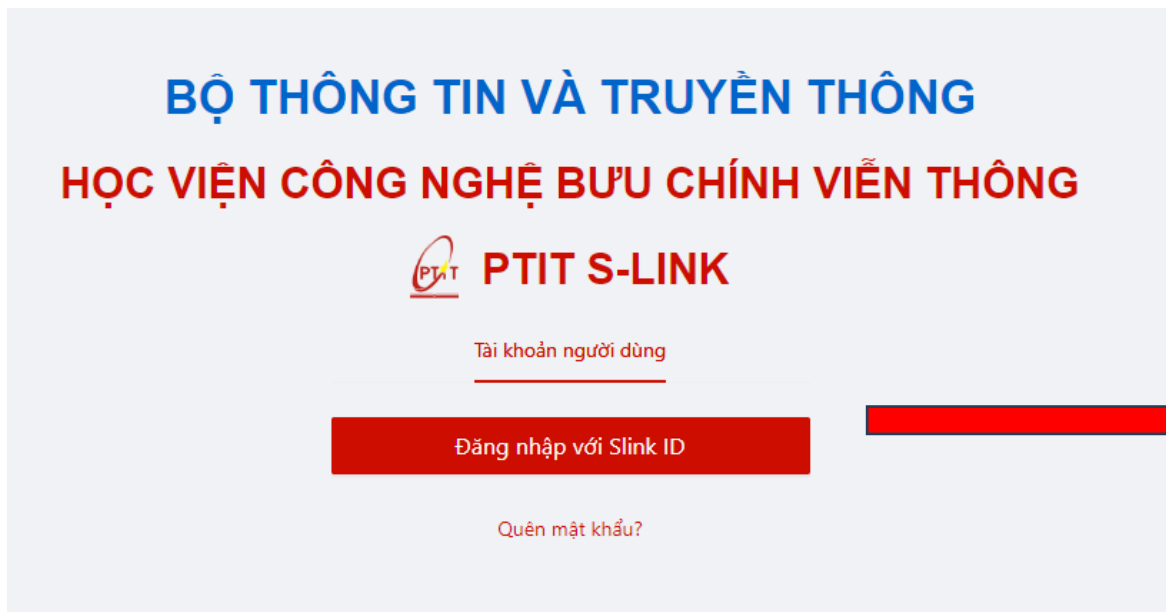 BỘ THÔNG TIN VÀ TRUYỀN THÔNG
HỌC VIỆN CÔNG NGHỆ BƯU CHÍNH VIỄN THÔNG
PTIT PTIT S-LINK
Tài khoản người dùng
Đăng nhập với Slink ID
Quên mật khẩu?